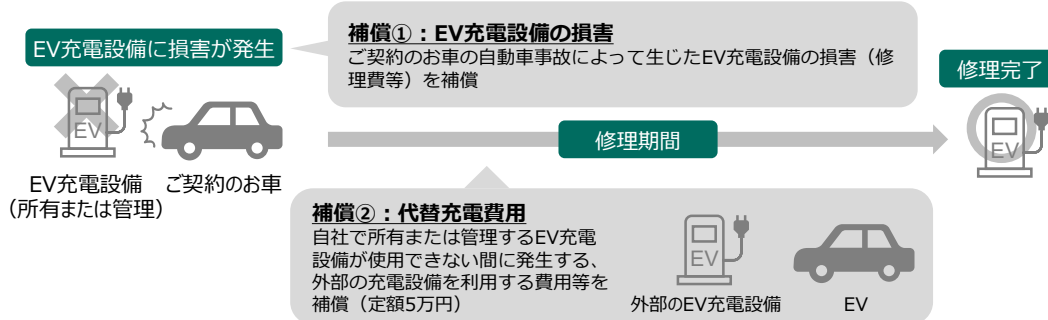 EV充電設備に損害が発生
補償①：EV充電設備の損害
ご契約のお車の自動車事故によって生じたEV充電設備の損害（修
理費等）を補償
修理完了
EV
修理期間
EV
EV充電設備
（所有または管理）
ご契約のお車
補償②：代替充電費用
自社で所有または管理するEV充電
設備が使用できない間に発生する、
外部の充電設備を利用する費用等を
補償（定額5万円）
EV
外部のEV充電設備
EV